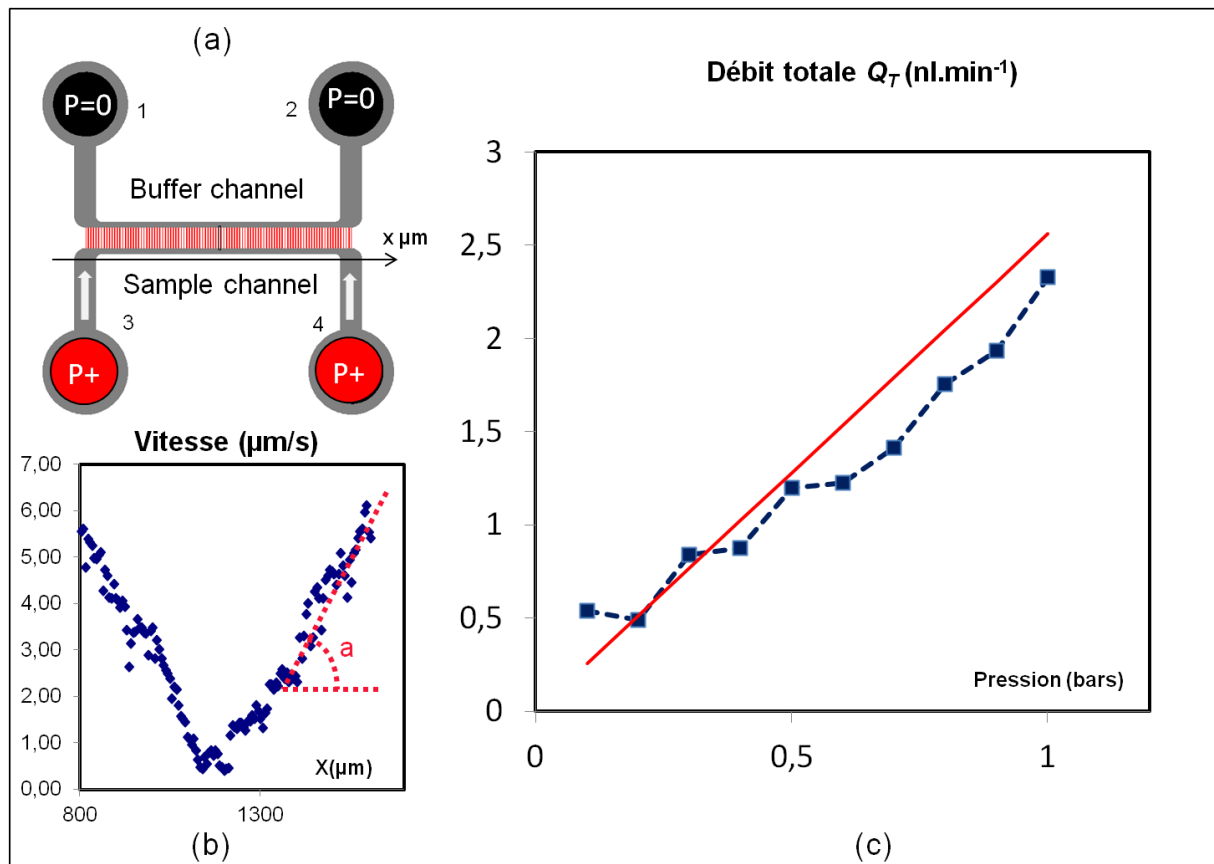 (a)
P=0
1
2
P=0
Buffer channel
x µm
Sample channel
3
4
P+
P+
Vitesse (µm/s)
7,00
6,00
5,00
4,00
3,00
2,00
1,00
0,00
a
X(µm)
800
1300
(b)
Débit totale Q_T (nl.min⁻¹)
3
2,5
2
1,5
1
0,5
0
Pression (bars)
0
0,5
1
(c)